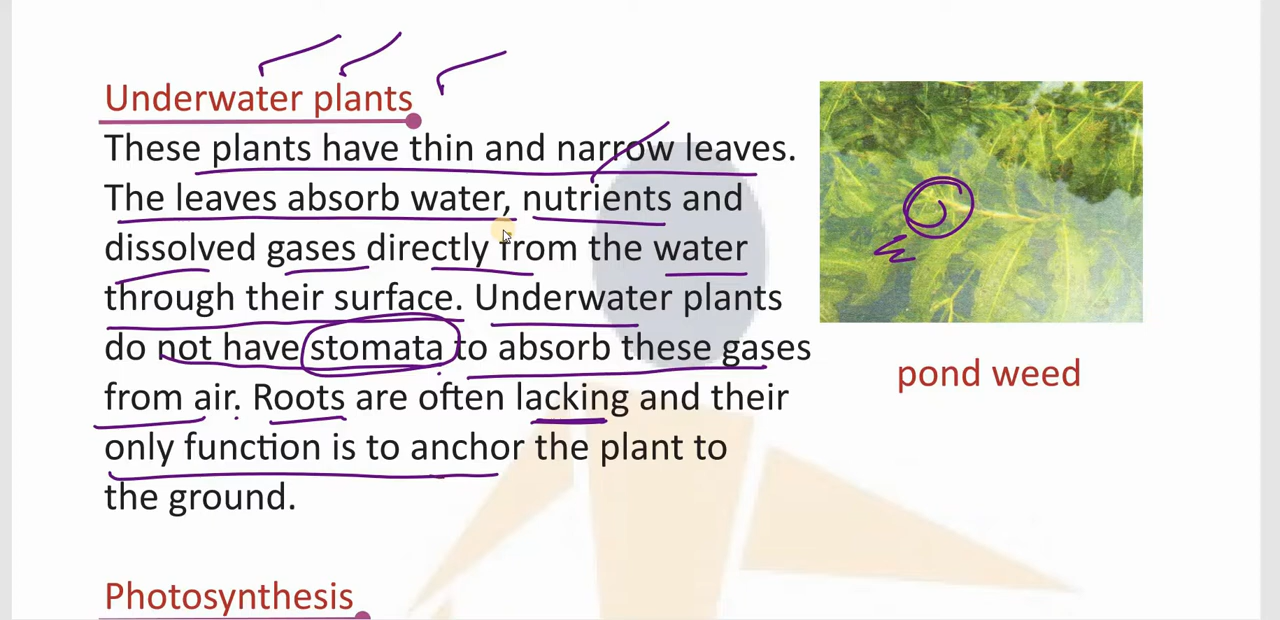 Underwater plants
These plants have thin and narrow leaves.
The leaves absorb water, nutrients and
dissolved gases directly from the water
through their surface. Underwater plants
do not have stomata to absorb these gases
from air. Roots are often lacking and their
only function is to anchor the plant to
the ground.
pond weed
Photosynthesis